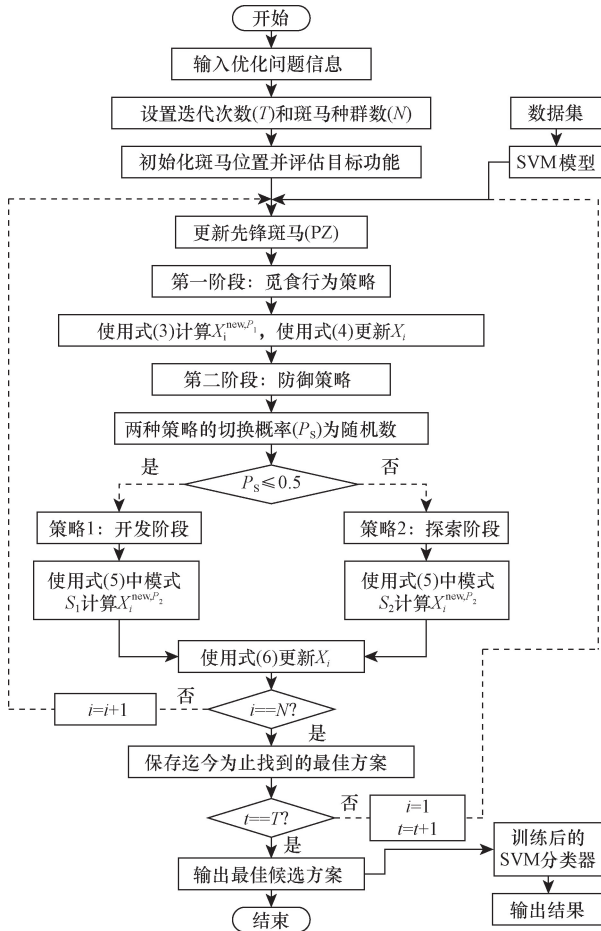 开始
输入优化问题信息
设置迭代次数(T)和斑马种群数(N)
数据集
初始化斑马位置并评估目标功能
SVM模型
更新先锋斑马(PZ)
第一阶段：觅食行为策略
使用式(3)计算X_i^{new,P_1}，使用式(4)更新X_i
第二阶段：防御策略
两种策略的切换概率(P_S)为随机数
是
否
P_S≤0.5
策略1：开发阶段
策略2：探索阶段
使用式(5)中模式
S_1计算X_i^{new,P_2}
使用式(5)中模式
S_2计算X_i^{new,P_2}
使用式(6)更新X_i
i=i+1
否
i==N?
是
保存迄今为止找到的最佳方案
t==T?
否
i=1
t=t+1
是
输出最佳候选方案
训练后的
SVM分类器
结束
输出结果